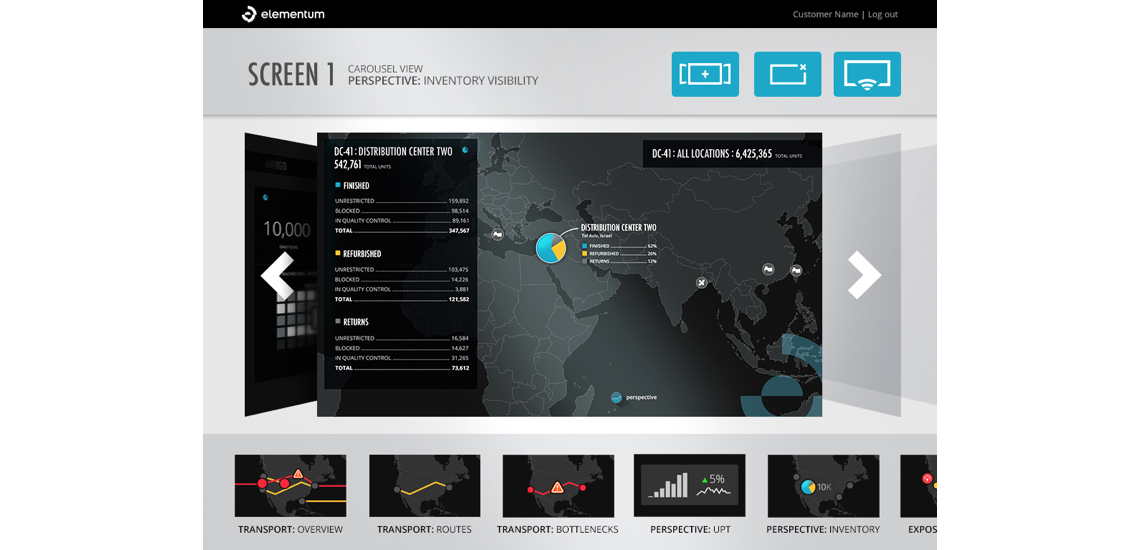 elementum
Customer Name | Log out
SCREEN 1
CAROUSEL VIEW
PERSPECTIVE: INVENTORY VISIBILITY
10,000
DC-41 : DISTRIBUTION CENTER TWO
542,761 TOTAL UNITS
FINISHED
UNRESTRICTED 159,892
BLOCKED 98,514
IN QUALITY CONTROL 89,161
TOTAL 347,567
REFURBISHED
UNRESTRICTED 103,475
BLOCKED 14,226
IN QUALITY CONTROL 3,881
TOTAL 121,582
RETURNS
UNRESTRICTED 16,584
BLOCKED 14,627
IN QUALITY CONTROL 31,265
TOTAL 73,612
DC-41 : ALL LOCATIONS : 6,425,365 TOTAL UNITS
DISTRIBUTION CENTER TWO
Tel Aviv, Israel
FINISHED 62%
REFURBISHED 26%
RETURNS 12%
perspective
5%
10K
TRANSPORT: OVERVIEW
TRANSPORT: ROUTES
TRANSPORT: BOTTLENECKS
PERSPECTIVE: UPT
PERSPECTIVE: INVENTORY
EXPOS